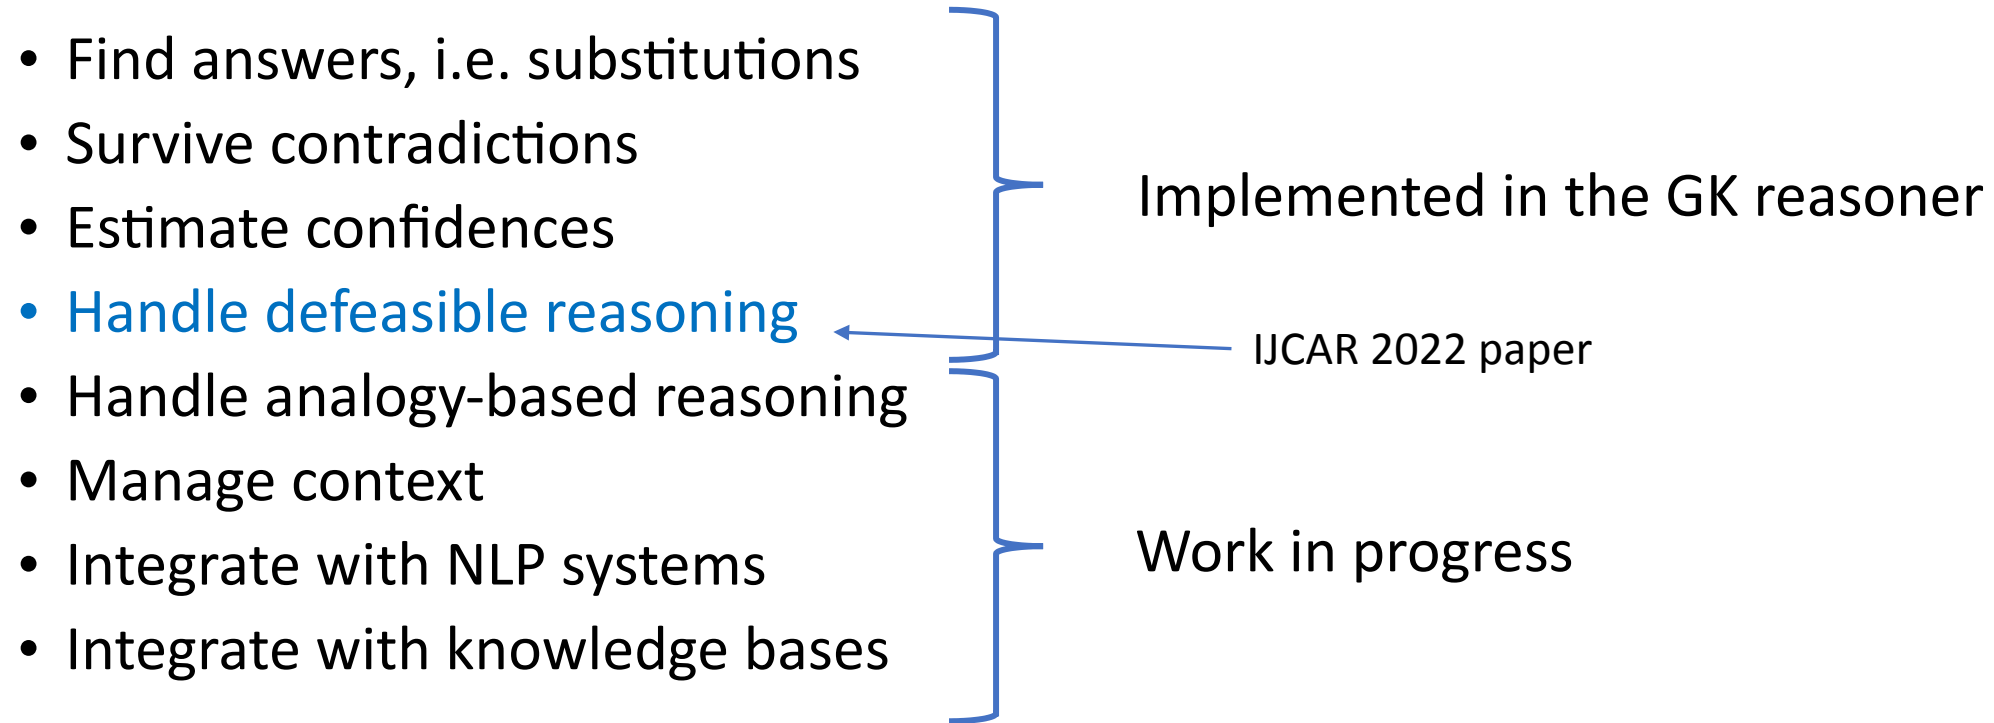 • Find answers, i.e. substitutions
• Survive contradictions
• Estimate confidences
• Handle defeasible reasoning
• Handle analogy-based reasoning
• Manage context
• Integrate with NLP systems
• Integrate with knowledge bases
Implemented in the GK reasoner
IJCAR 2022 paper
Work in progress